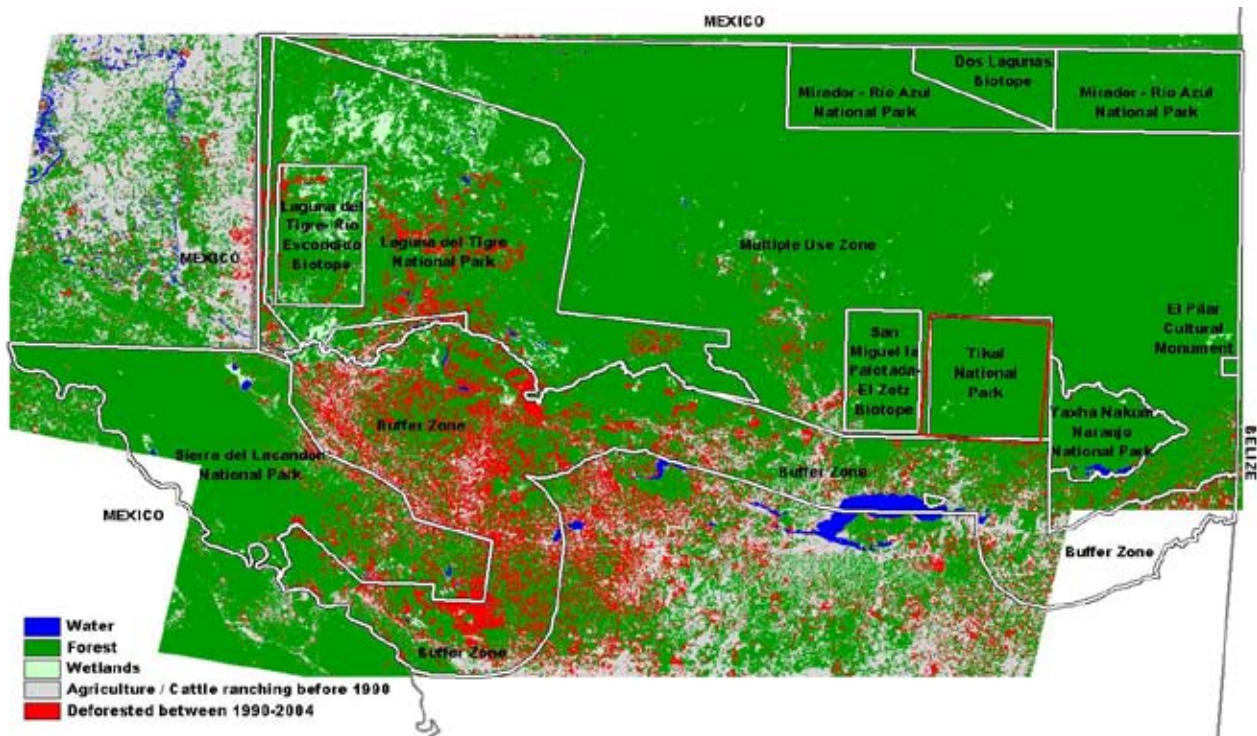 MEXICO
Dos Lagunas
Biotope
Mirador - Rio Azul
National Park
Mirador - Rio Azul
National Park
Laguna del
Tigre- Rio
Escondido
Biotope
Laguna del Tigre
National Park
MEXICO
Multiple Use Zone
El Pilar
Cultural
Monument
San
Miguel la
Palotada-
El Zotz
Biotope
Tikal
National
Park
Yaxha Nakum
Naranjo
National Park
BELIZE
Buffer Zone
Sierra del Lacandon
National Park
Buffer Zone
MEXICO
Buffer Zone
Buffer Zone
Water
Forest
Wetlands
Agriculture / Cattle ranching before 1990
Deforested between 1990-2004